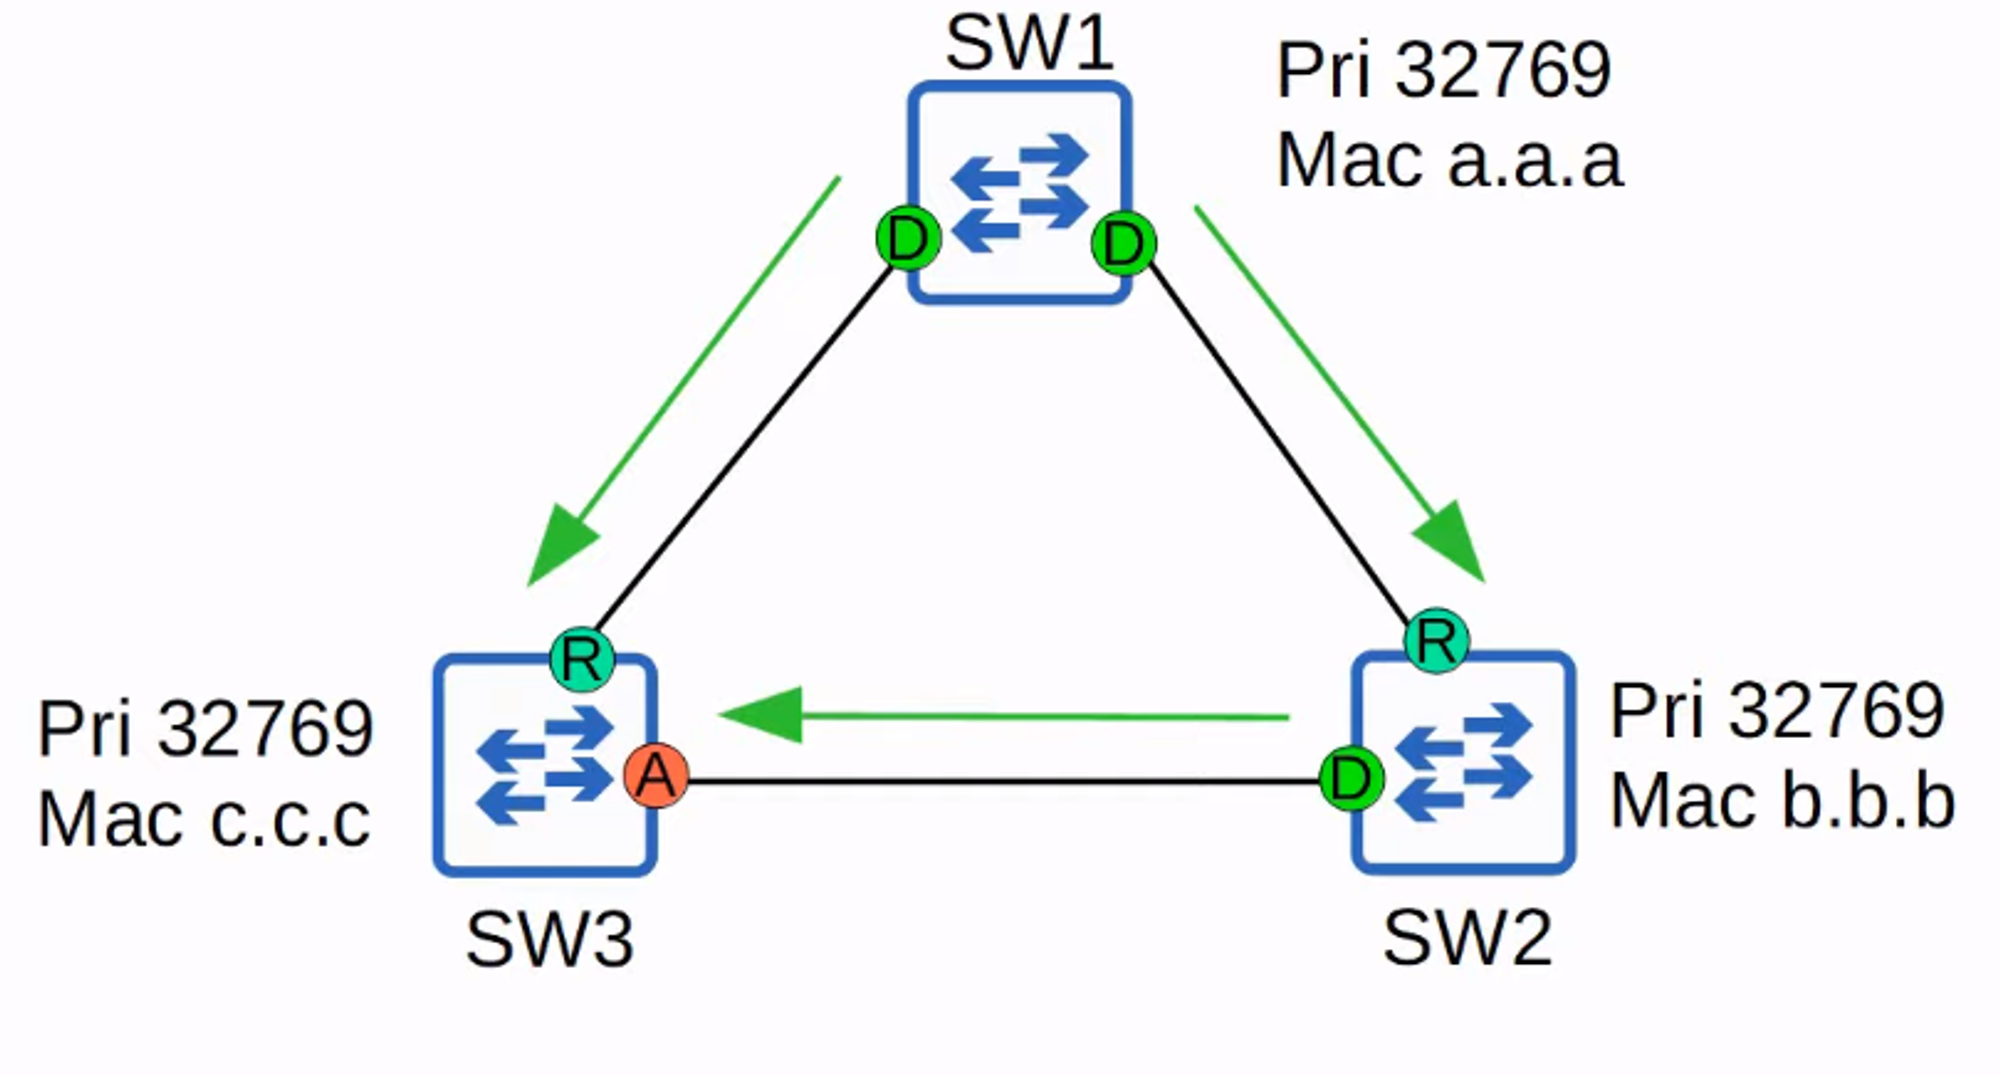 SW1
Pri 32769
Mac a.a.a
D
D
R
R
Pri 32769
Mac c.c.c
A
D
Pri 32769
Mac b.b.b
SW3
SW2